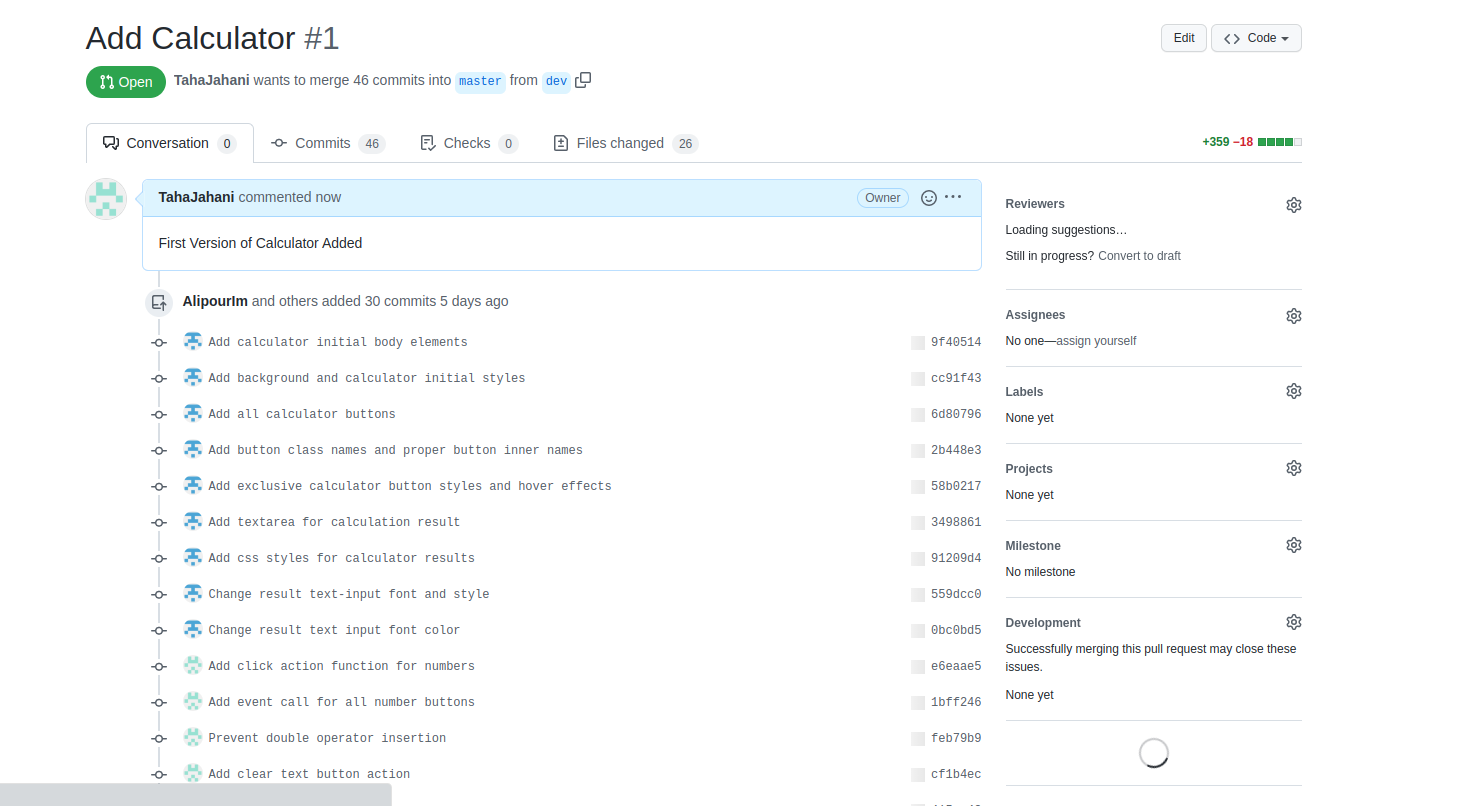 Add Calculator #1
Edit
Code
Open
TahaJahani wants to merge 46 commits into master from dev
Conversation 0
Commits 46
Checks 0
Files changed 26
+359 −18
TahaJahani commented now
Owner
First Version of Calculator Added
AlipourIm and others added 30 commits 5 days ago
Add calculator initial body elements 9f40514
Add background and calculator initial styles cc91f43
Add all calculator buttons 6d80796
Add button class names and proper button inner names 2b448e3
Add exclusive calculator button styles and hover effects 58b0217
Add textarea for calculation result 3498861
Add css styles for calculator results 91209d4
Change result text-input font and style 559dcc0
Change result text input font color 0bc0bd5
Add click action function for numbers e6eaae5
Add event call for all number buttons 1bff246
Prevent double operator insertion feb79b9
Add clear text button action cf1b4ec
Reviewers
Loading suggestions…
Still in progress? Convert to draft
Assignees
No one—assign yourself
Labels
None yet
Projects
None yet
Milestone
No milestone
Development
Successfully merging this pull request may close these
issues.
None yet